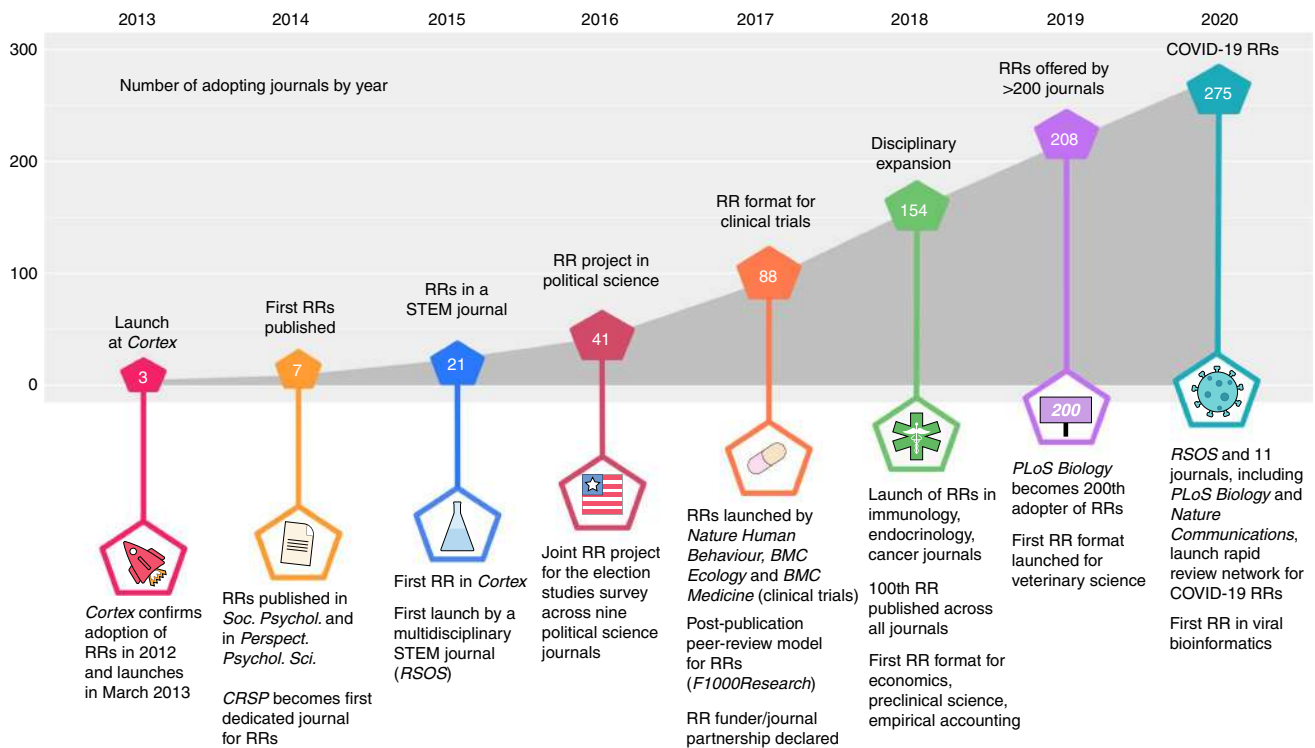 2013
2014
2015
2016
2017
2018
2019
2020
300
200
100
0
Number of adopting journals by year
Launch
at Cortex
3
Cortex confirms
adoption of
RRs in 2012
and launches
in March 2013
First RRs
published
7
RRs published in
Soc. Psychol. and
in Perspect.
Psychol. Sci.
CRSP becomes first
dedicated journal
for RRs
RRs in a
STEM journal
21
First RR in Cortex
First launch by a
multidisciplinary
STEM journal
(RSOS)
RR project in
political science
41
Joint RR project
for the election
studies survey
across nine
political science
journals
RR format for
clinical trials
88
RRs launched by
Nature Human
Behaviour, BMC
Ecology and BMC
Medicine (clinical trials)
Post-publication
peer-review model
for RRs
(F1000Research)
RR funder/journal
partnership declared
Disciplinary
expansion
154
Launch of RRs in
immunology,
endocrinology,
cancer journals
100th RR
published across
all journals
First RR format for
economics,
preclinical science,
empirical accounting
RRs offered by
>200 journals
208
200
PLoS Biology
becomes 200th
adopter of RRs
First RR format
launched for
veterinary science
COVID-19 RRs
275
RSOS and 11
journals, including
PLoS Biology and
Nature
Communications,
launch rapid
review network for
COVID-19 RRs
First RR in viral
bioinformatics